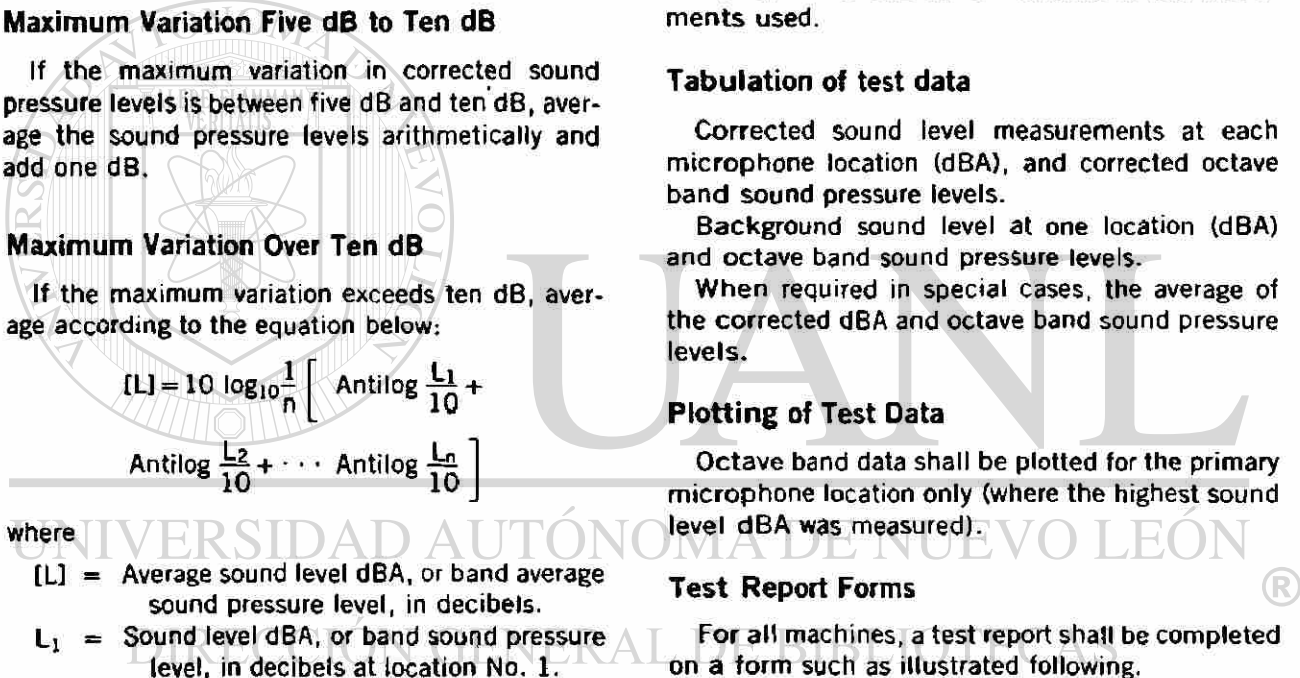 Maximum Variation Five dB to Ten dB
If the maximum variation in corrected sound
pressure levels is between five dB and ten dB, aver-
age the sound pressure levels arithmetically and
add one dB.
Maximum Variation Over Ten dB
If the maximum variation exceeds ten dB, aver-
age according to the equation below:
[L] = 10 log₁₀ 1/n [ Antilog L₁/10 +
Antilog L₂/10 + · · · Antilog Lₙ/10 ]
where
[L] = Average sound level dBA, or band average
sound pressure level, in decibels.
L₁ = Sound level dBA, or band sound pressure
level, in decibels at location No. 1.
ments used.
Tabulation of test data
Corrected sound level measurements at each
microphone location (dBA), and corrected octave
band sound pressure levels.
Background sound level at one location (dBA)
and octave band sound pressure levels.
When required in special cases, the average of
the corrected dBA and octave band sound pressure
levels.
Plotting of Test Data
Octave band data shall be plotted for the primary
microphone location only (where the highest sound
level dBA was measured).
Test Report Forms
For all machines, a test report shall be completed
on a form such as illustrated following.
UANL
UNIVERSIDAD AUTÓNOMA DE NUEVO LEÓN
®
DIRECCIÓN GENERAL DE BIBLIOTECAS